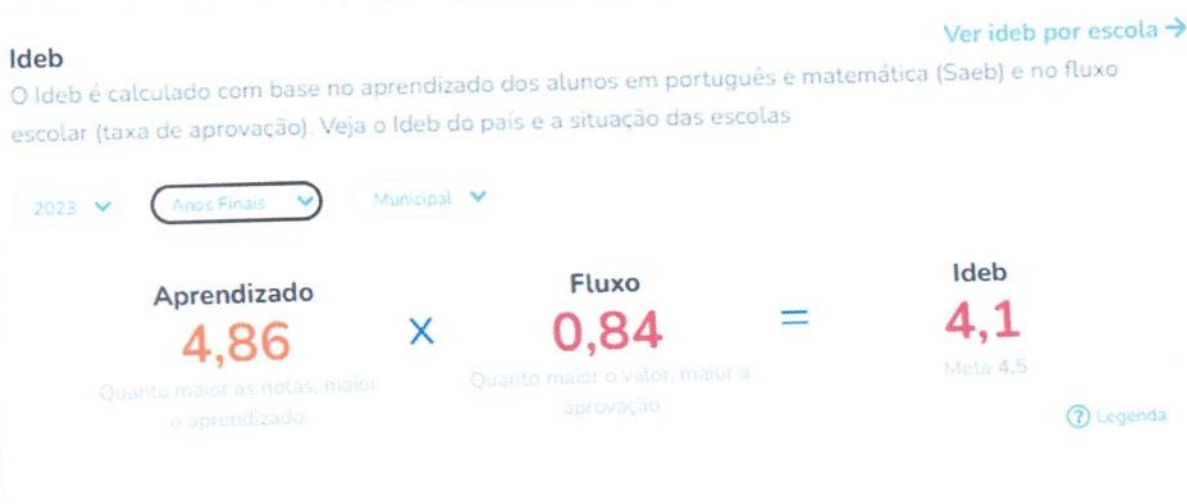 Ver ideb por escola →
Ideb
O Ideb é calculado com base no aprendizado dos alunos em português e matemática (Saeb) e no fluxo
escolar (taxa de aprovação). Veja o Ideb do país e a situação das escolas
2023 Anos Finais Municipal
Aprendizado × Fluxo = Ideb
4,86 0,84 4,1
Quanto maior as notas, maior
o aprendizado
Quanto maior o valor, maior a
aprovação
Meta 4,5
? Legenda